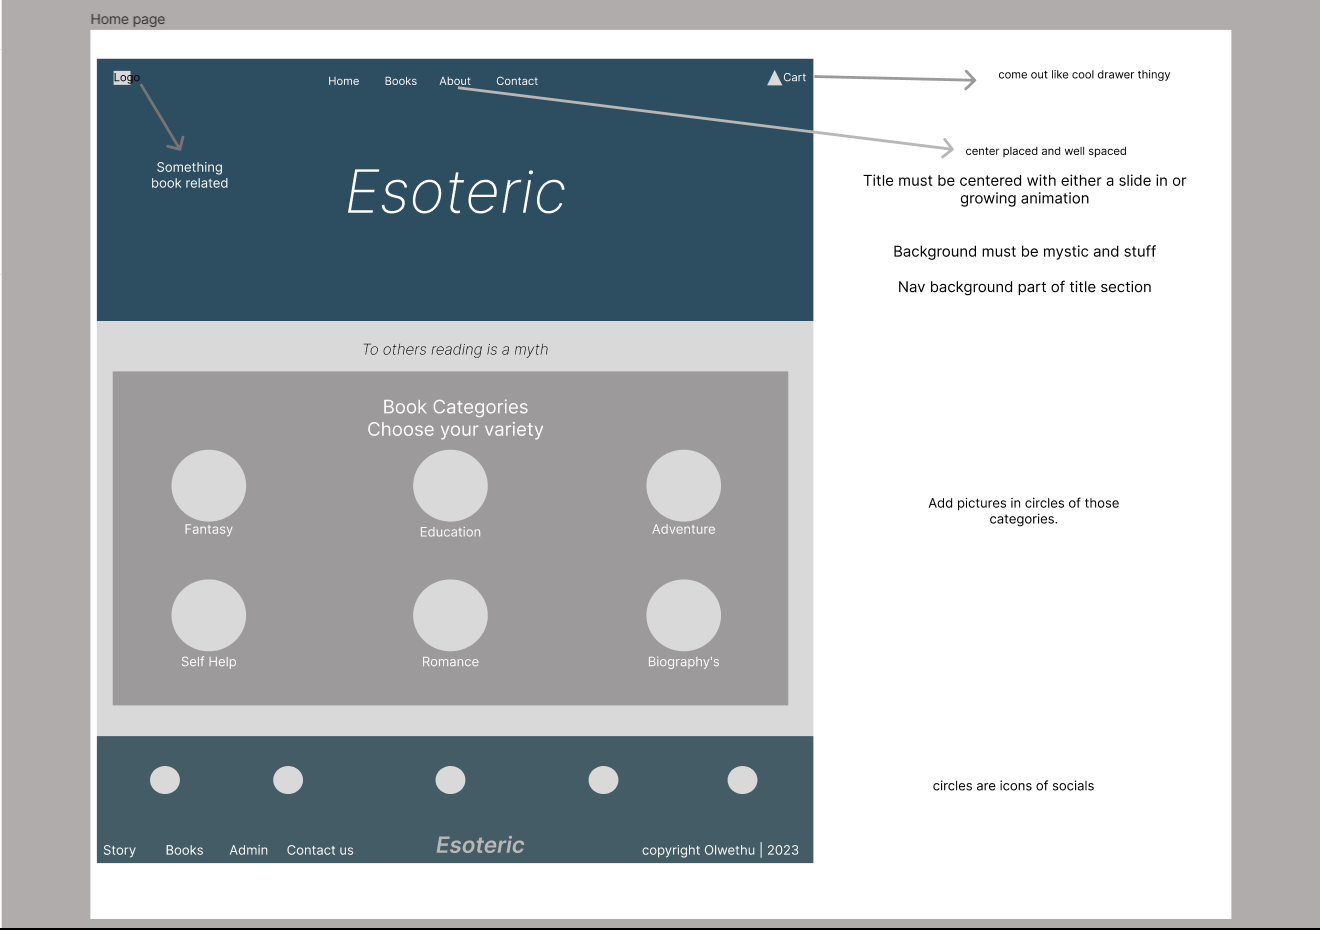 Home page
Logo
Home Books About Contact
Cart
come out like cool drawer thingy
center placed and well spaced
Something
book related
Esoteric
Title must be centered with either a slide in or
growing animation
Background must be mystic and stuff
Nav background part of title section
To others reading is a myth
Book Categories
Choose your variety
Fantasy
Education
Adventure
Add pictures in circles of those
categories.
Self Help
Romance
Biography's
circles are icons of socials
Story Books Admin Contact us
Esoteric
copyright Olwethu | 2023